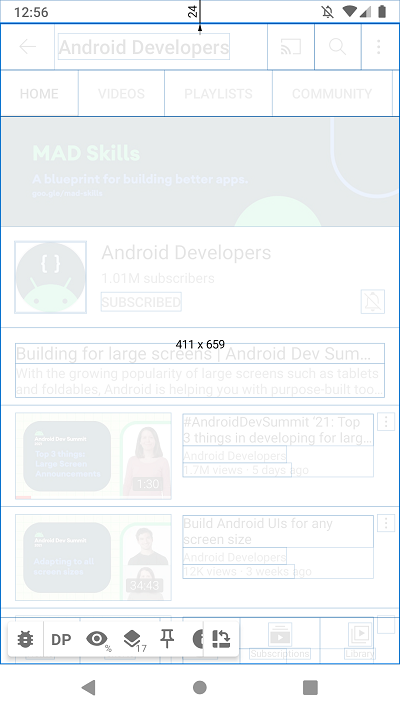 12:56
24
Android Developers
HOME VIDEOS PLAYLISTS COMMUNITY
MAD Skills
A blueprint for building better apps.
Android Developers
1.01M subscribers
SUBSCRIBED
411 x 659
Building for large screens | Android Dev Sum...
With the growing popularity of large screens such as tablets
and foldables, Android is helping you with purpose-built too...
Android Dev Summit
Top 3 things
Large Screen
Announcements
1:30
#AndroidDevSummit '21: Top
3 things in developing for larg...
Android Developers
1.7M views · 5 days ago
Android Dev Summit
Adapting to all
screen sizes
34:43
Build Android UIs for any
screen size
Android Developers
12K views · 3 weeks ago
DP % 17
Subscriptions Library